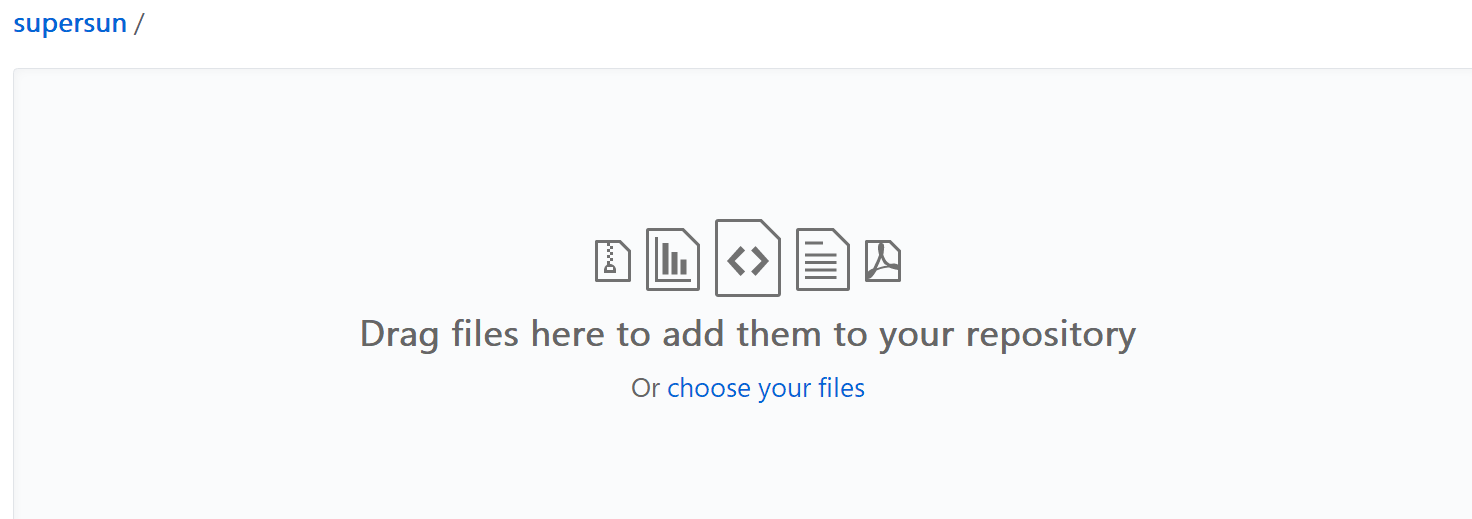 supersun /
Drag files here to add them to your repository
Or choose your files